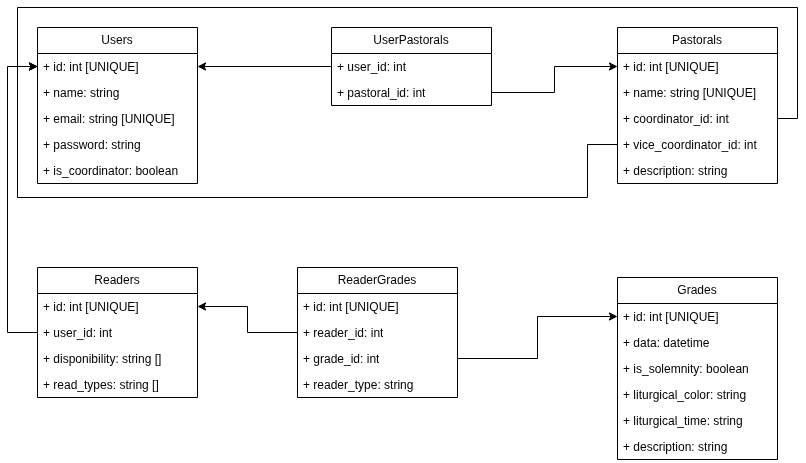 Users
+ id: int [UNIQUE]
+ name: string
+ email: string [UNIQUE]
+ password: string
+ is_coordinator: boolean
UserPastorals
+ user_id: int
+ pastoral_id: int
Pastorals
+ id: int [UNIQUE]
+ name: string [UNIQUE]
+ coordinator_id: int
+ vice_coordinator_id: int
+ description: string
Readers
+ id: int [UNIQUE]
+ user_id: int
+ disponibility: string []
+ read_types: string []
ReaderGrades
+ id: int [UNIQUE]
+ reader_id: int
+ grade_id: int
+ reader_type: string
Grades
+ id: int [UNIQUE]
+ data: datetime
+ is_solemnity: boolean
+ liturgical_color: string
+ liturgical_time: string
+ description: string